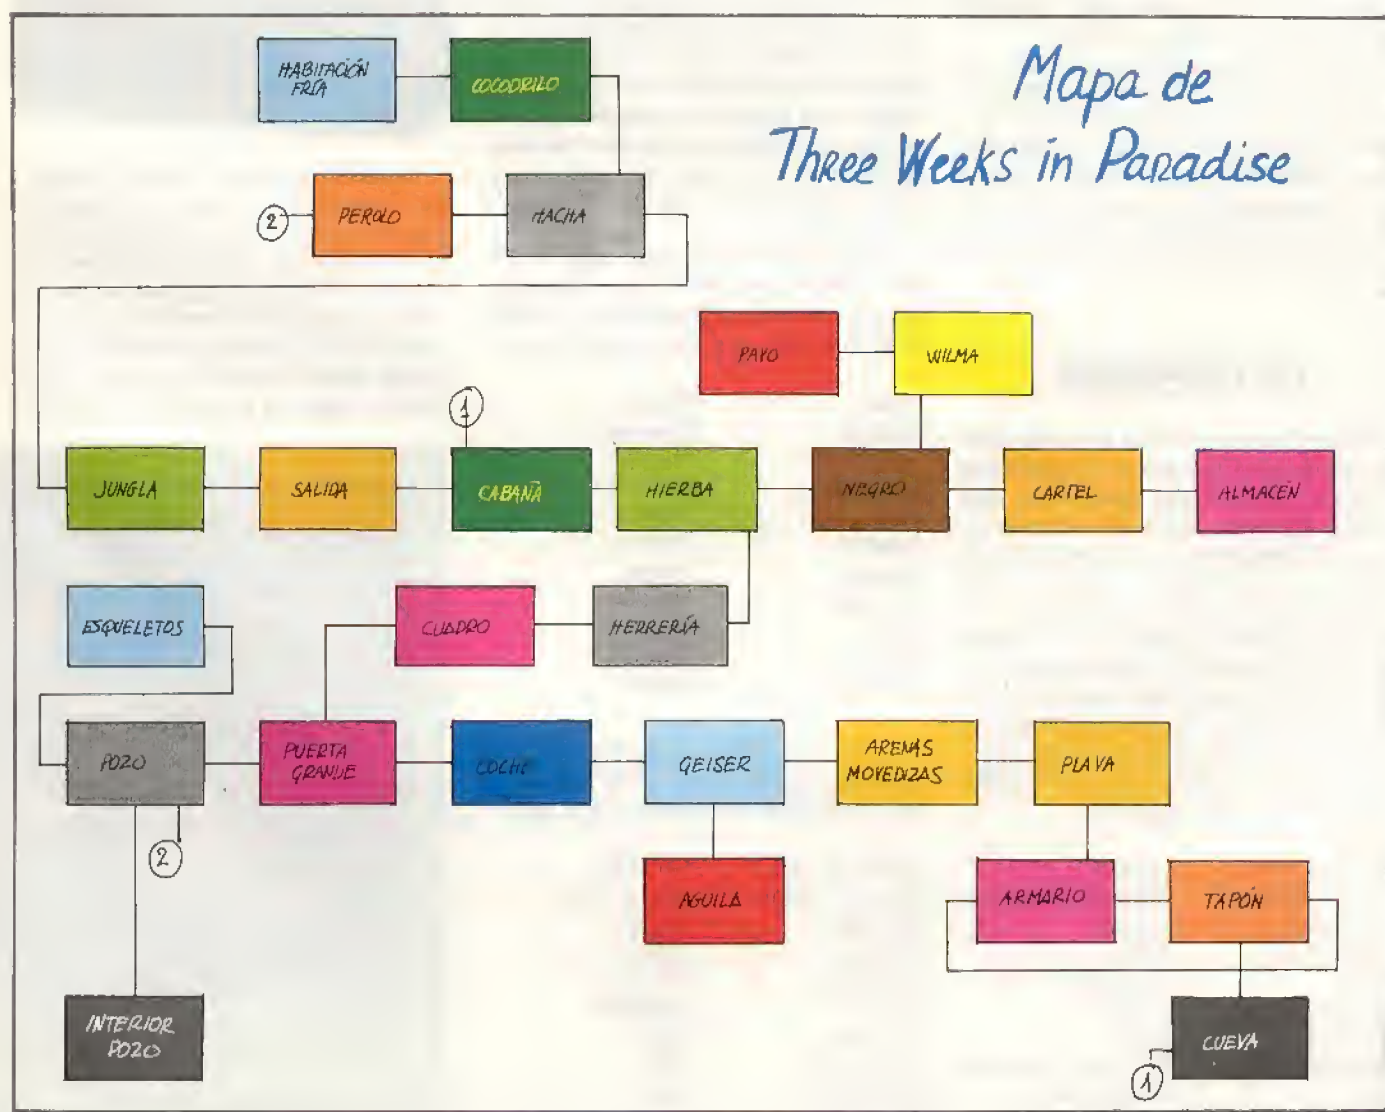 Mapa de
Three Weeks in Paradise
HABITACIÓN
FRÍA
COCODRILO
2
PEROLO
HACHA
PAYO
WILMA
1
JUNGLA
SALIDA
CABAÑA
HIERBA
NEGRO
CARTEL
ALMACÉN
ESQUELETOS
CUADRO
HERRERÍA
POZO
PUERTA
GRANDE
COCHE
GEISER
ARENAS
MOVEDIZAS
PLAYA
2
AGUILA
ARMARIO
TAPÓN
INTERIOR
POZO
CUEVA
1